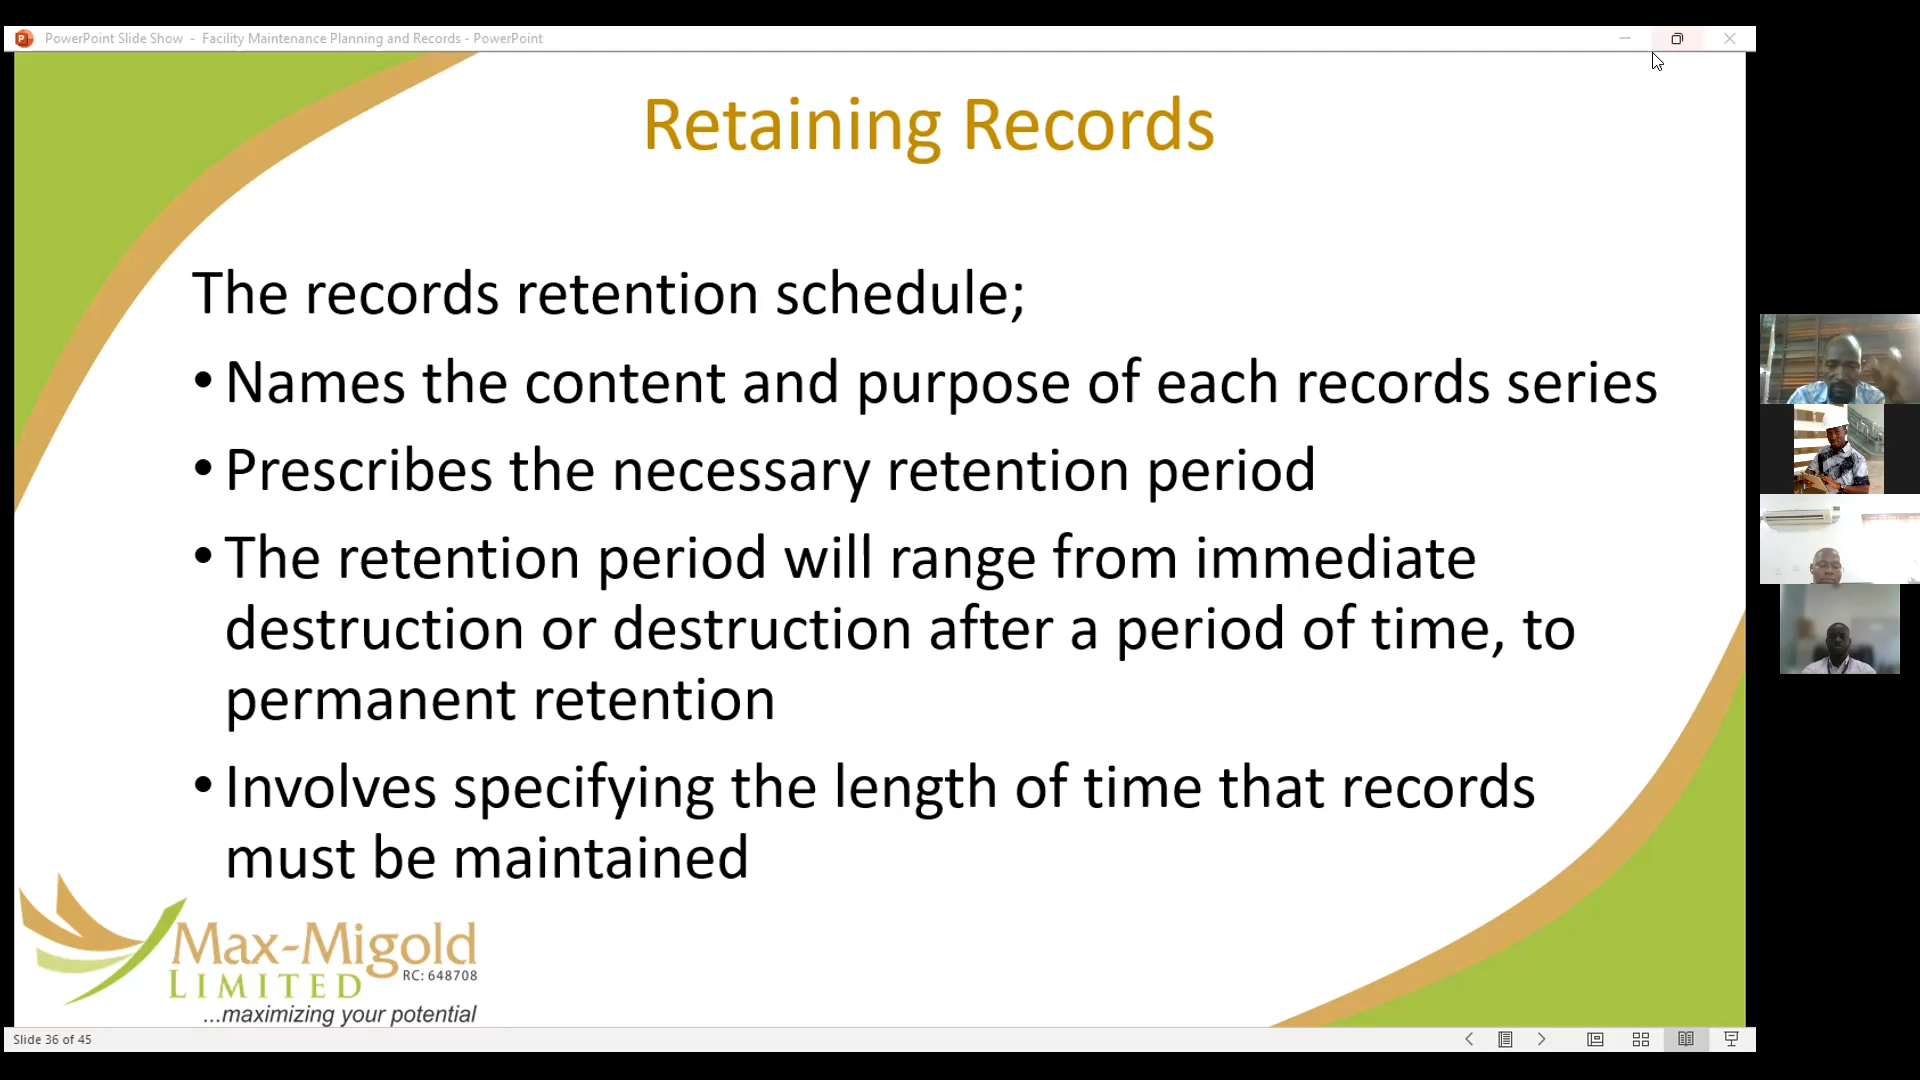 PowerPoint Slide Show - Facility Maintenance Planning and Records - PowerPoint
Retaining Records
The records retention schedule;
• Names the content and purpose of each records series
• Prescribes the necessary retention period
• The retention period will range from immediate
destruction or destruction after a period of time, to
permanent retention
• Involves specifying the length of time that records
must be maintained
Max-Migold
LIMITED RC: 648708
...maximizing your potential
Slide 36 of 45